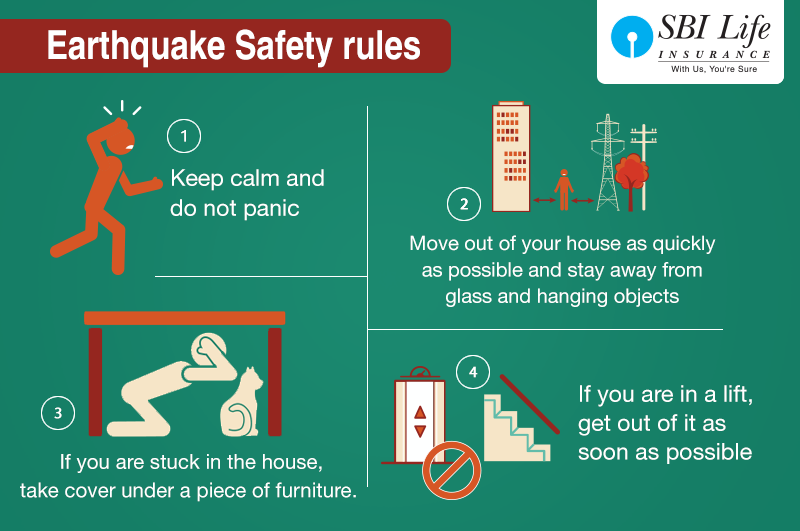 Earthquake Safety rules
SBI Life
INSURANCE
With Us, You're Sure
1
Keep calm and
do not panic
2
Move out of your house as quickly
as possible and stay away from
glass and hanging objects
3
If you are stuck in the house,
take cover under a piece of furniture.
4
If you are in a lift,
get out of it as
soon as possible